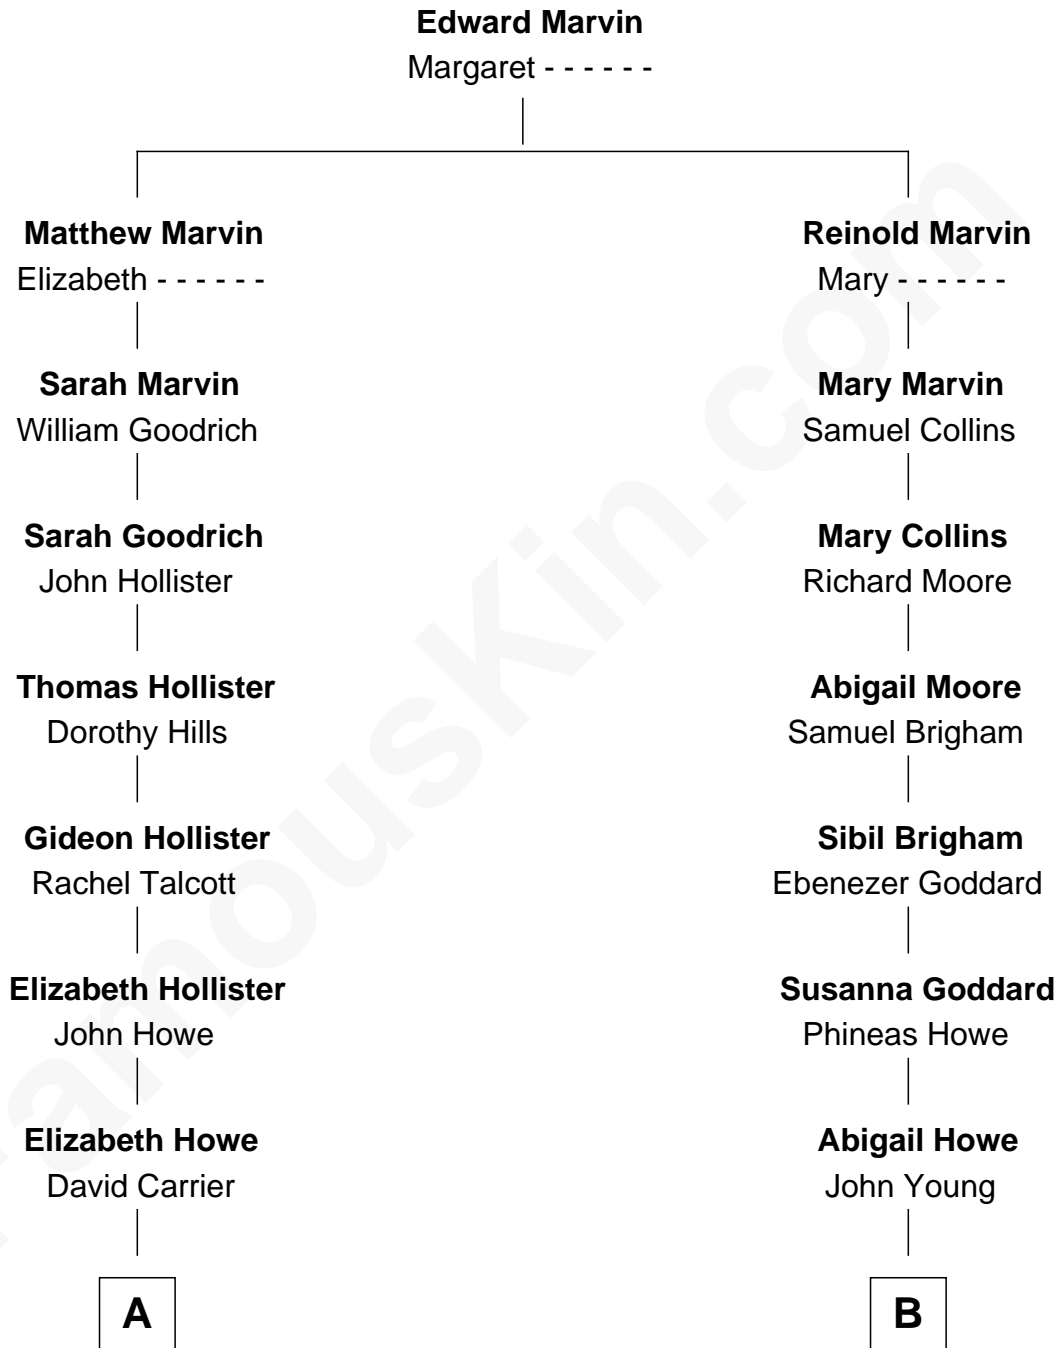 Edward Marvin
Margaret - - - - - -
Matthew Marvin
Elizabeth - - - - - -
Reinold Marvin
Mary - - - - - -
Sarah Marvin
William Goodrich
Mary Marvin
Samuel Collins
Sarah Goodrich
John Hollister
Mary Collins
Richard Moore
Thomas Hollister
Dorothy Hills
Abigail Moore
Samuel Brigham
Gideon Hollister
Rachel Talcott
Sibil Brigham
Ebenezer Goddard
Elizabeth Hollister
John Howe
Susanna Goddard
Phineas Howe
Elizabeth Howe
David Carrier
Abigail Howe
John Young
A
B
FamousKin.com